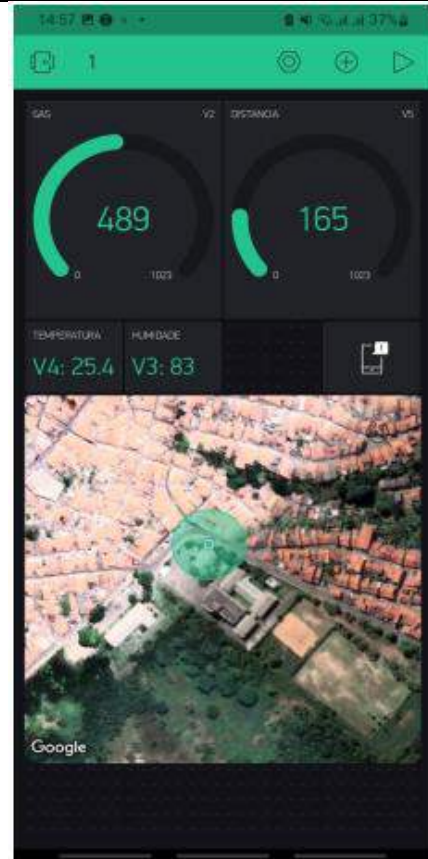 14:57 37%
1
GAS V2 DISTANCIA V5
489 165
0 1023 0 1023
TEMPERATURA HUMIDADE
V4: 25.4 V3: 83
Google